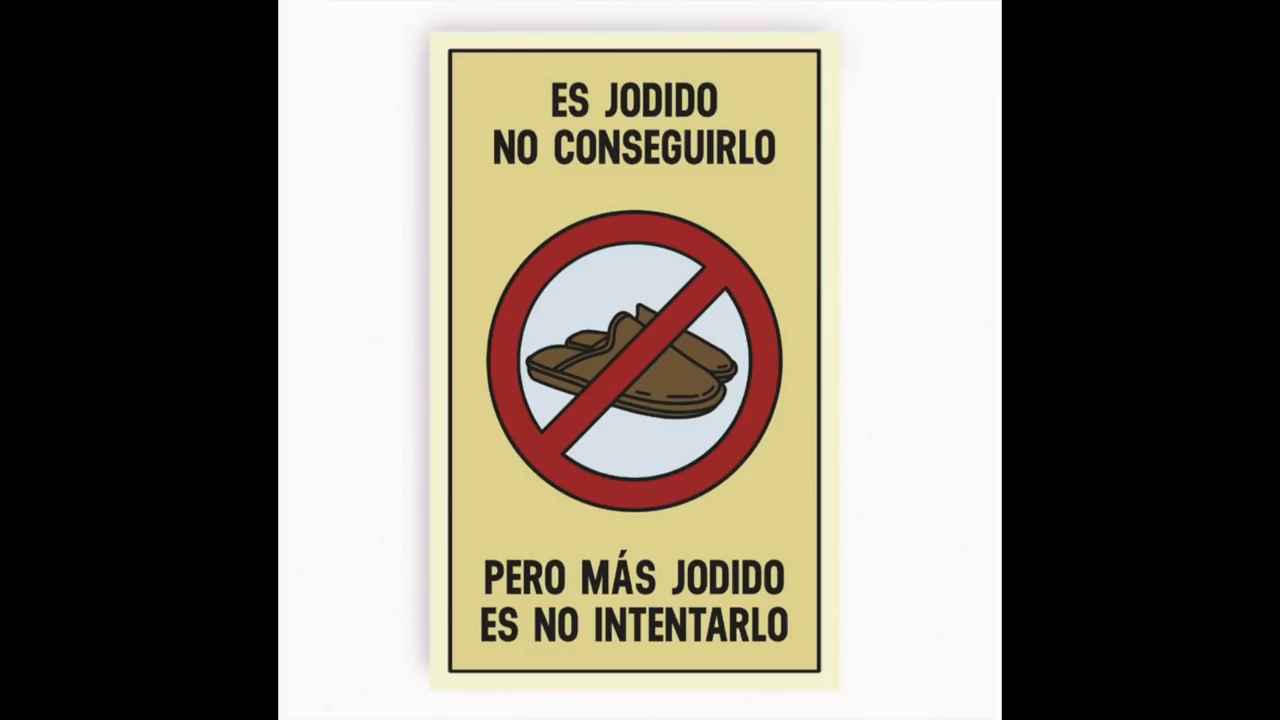 ES JODIDO
NO CONSEGUIRLO
PERO MÁS JODIDO
ES NO INTENTARLO